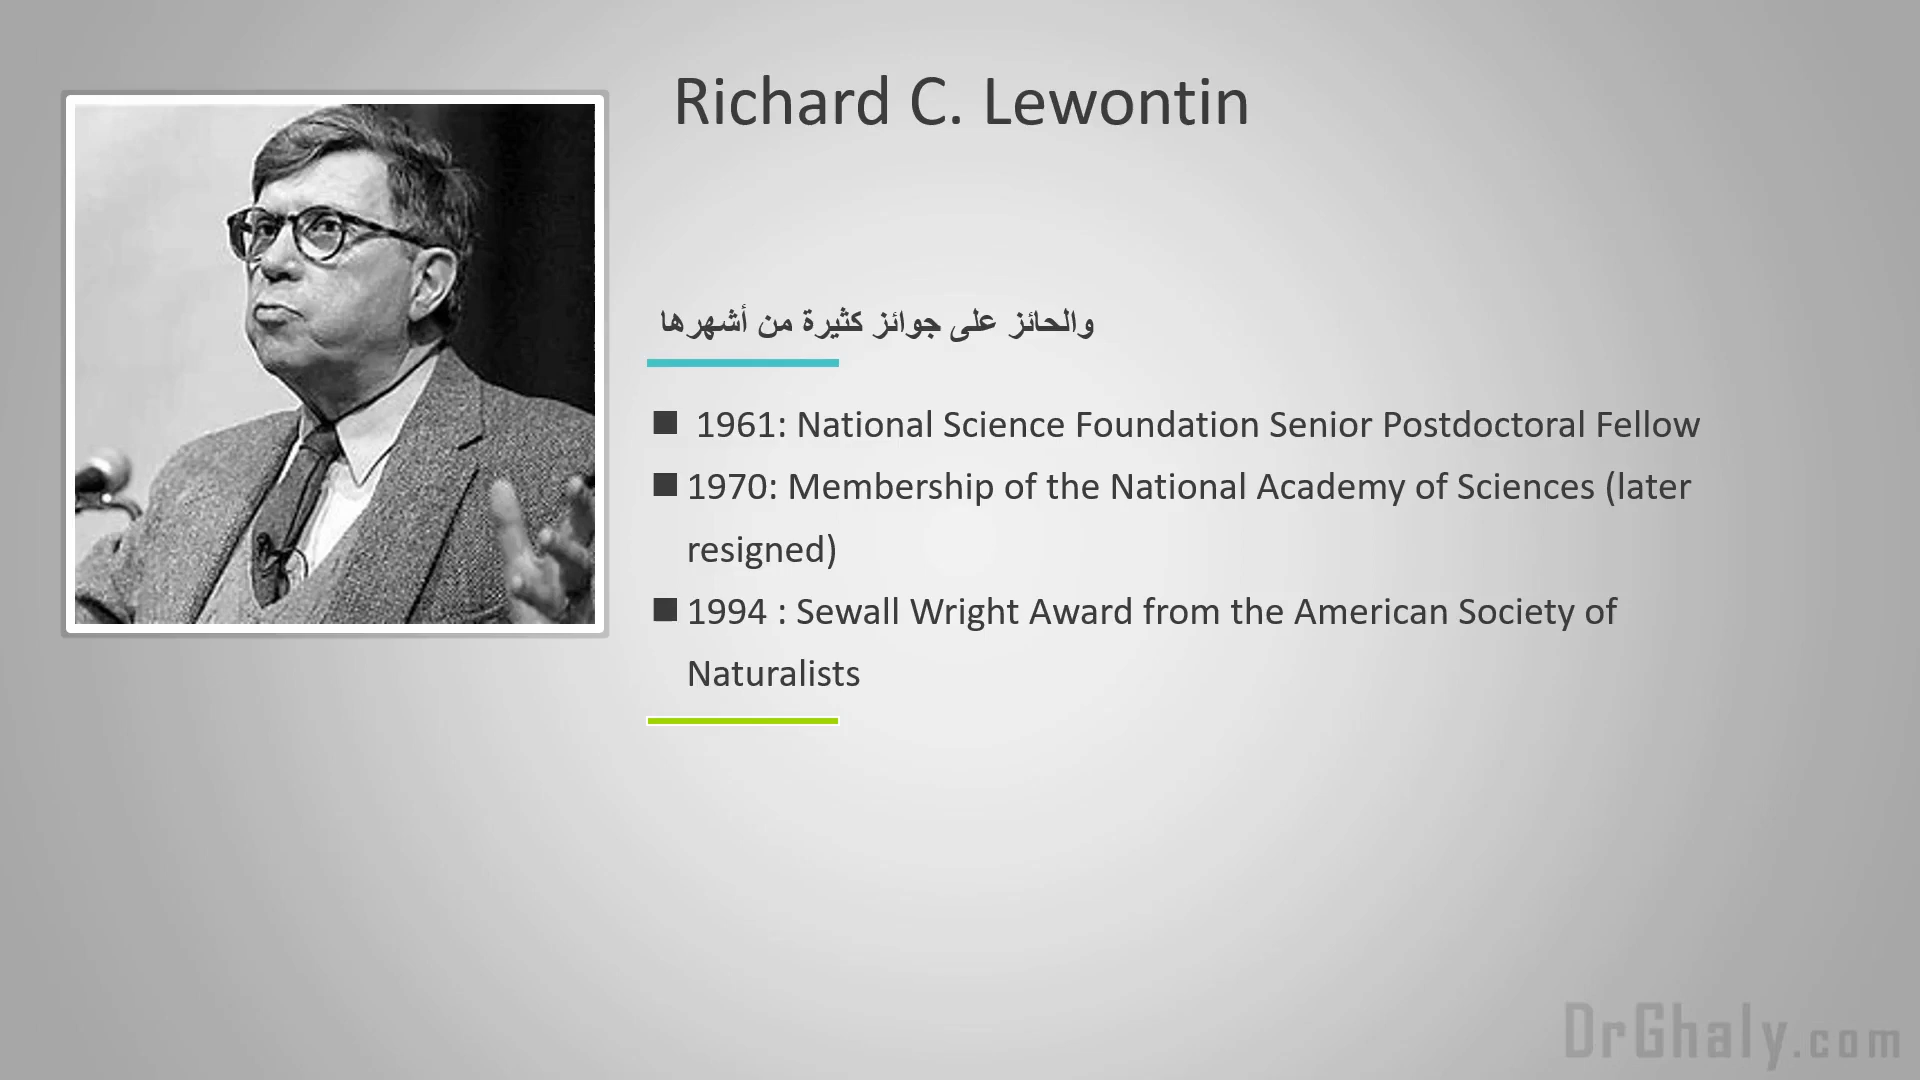 Richard C. Lewontin
والحائز على جوائز كثيرة من أشهرها
■ 1961: National Science Foundation Senior Postdoctoral Fellow
■ 1970: Membership of the National Academy of Sciences (later
resigned)
■ 1994 : Sewall Wright Award from the American Society of
Naturalists
DrGhaly.com